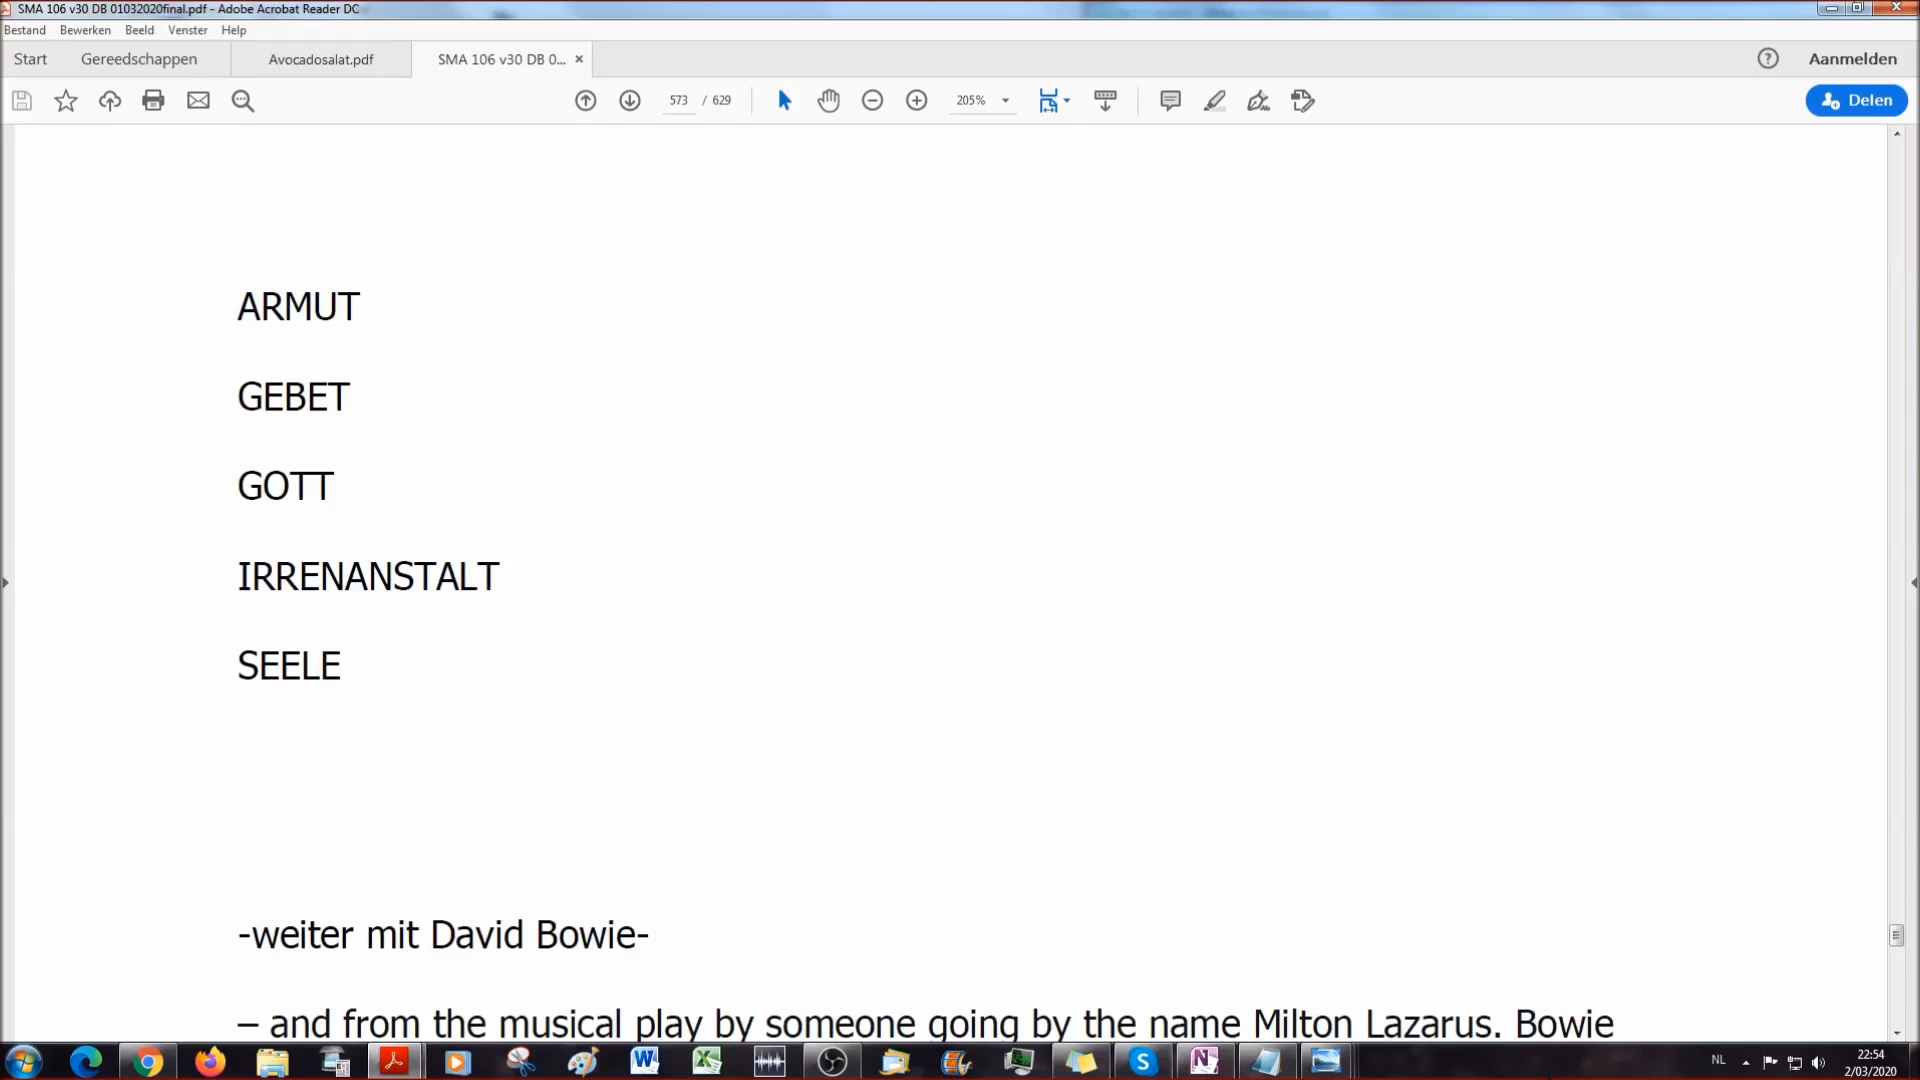 SMA 106 v30 DB 01032020final.pdf - Adobe Acrobat Reader DC
Bestand Bewerken Beeld Venster Help
Start Gereedschappen Avocadosalat.pdf SMA 106 v30 DB 0... × Aanmelden
573 / 629 205% Delen
ARMUT
GEBET
GOTT
IRRENANSTALT
SEELE
-weiter mit David Bowie-
– and from the musical play by someone going by the name Milton Lazarus. Bowie
NL 22:54
2/03/2020